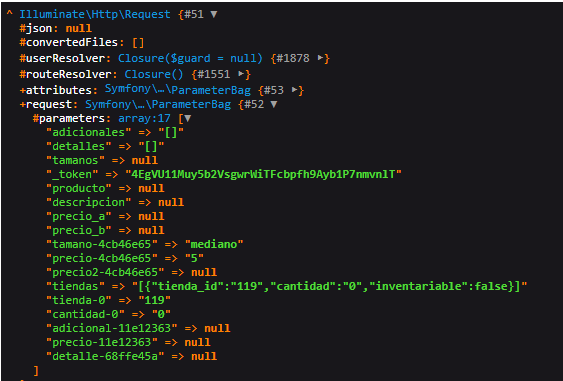 ^ Illuminate\Http\Request {#51 ▼
#json: null
#convertedFiles: []
#userResolver: Closure($guard = null) {#1878 ▶}
#routeResolver: Closure() {#1551 ▶}
+attributes: Symfony\…\ParameterBag {#53 ▶}
+request: Symfony\…\ParameterBag {#52 ▼
#parameters: array:17 [▼
"adicionales" => "[]"
"detalles" => "[]"
"tamanos" => null
"_token" => "4EgVU11Muy5b2VsgwrWiTFcbpfh9Ayb1P7nmvnlT"
"producto" => null
"descripcion" => null
"precio_a" => null
"precio_b" => null
"tamano-4cb46e65" => "mediano"
"precio-4cb46e65" => "5"
"precio2-4cb46e65" => null
"tiendas" => "[{"tienda_id":"119","cantidad":"0","inventariable":false}]"
"tienda-0" => "119"
"cantidad-0" => "0"
"adicional-11e12363" => null
"precio-11e12363" => null
"detalle-68ffe45a" => null
]